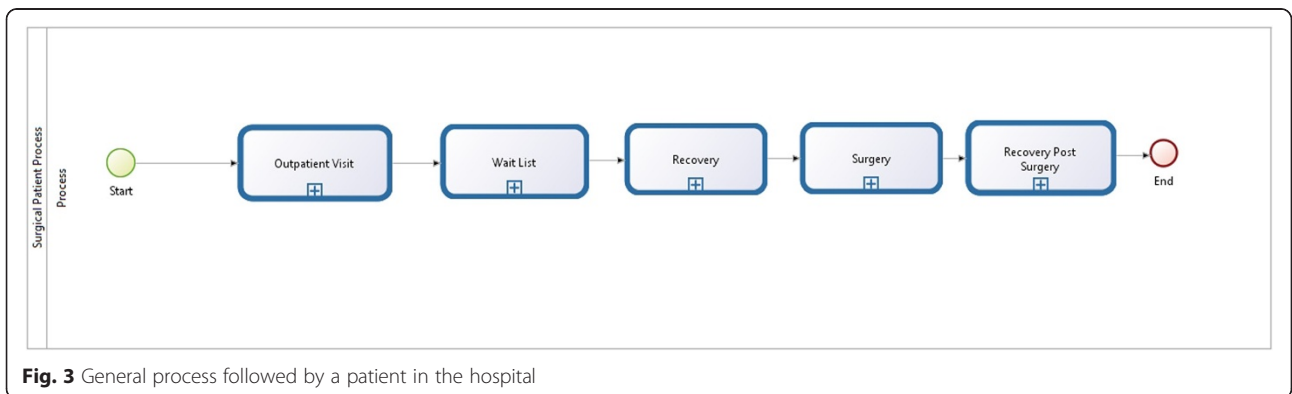 Surgical Patient Process
Process
Start
Outpatient Visit
Wait List
Recovery
Surgery
Recovery Post
Surgery
End
Fig. 3 General process followed by a patient in the hospital